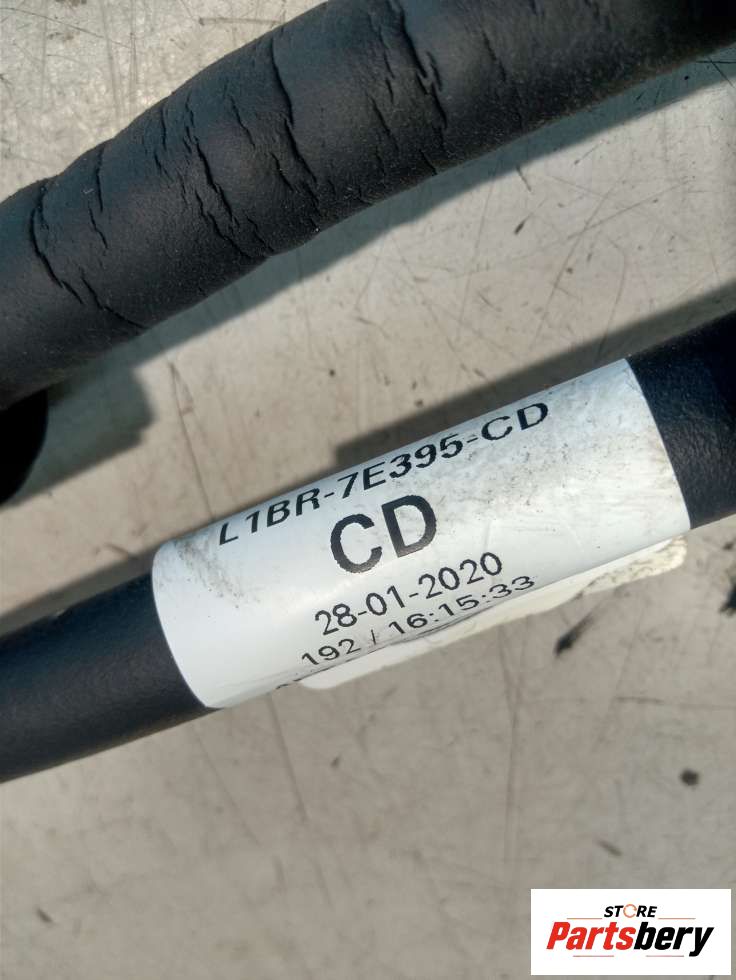 L1BR-7E395-CD
CD
28-01-2020
192 / 16:15:33
STORE
Partsbery